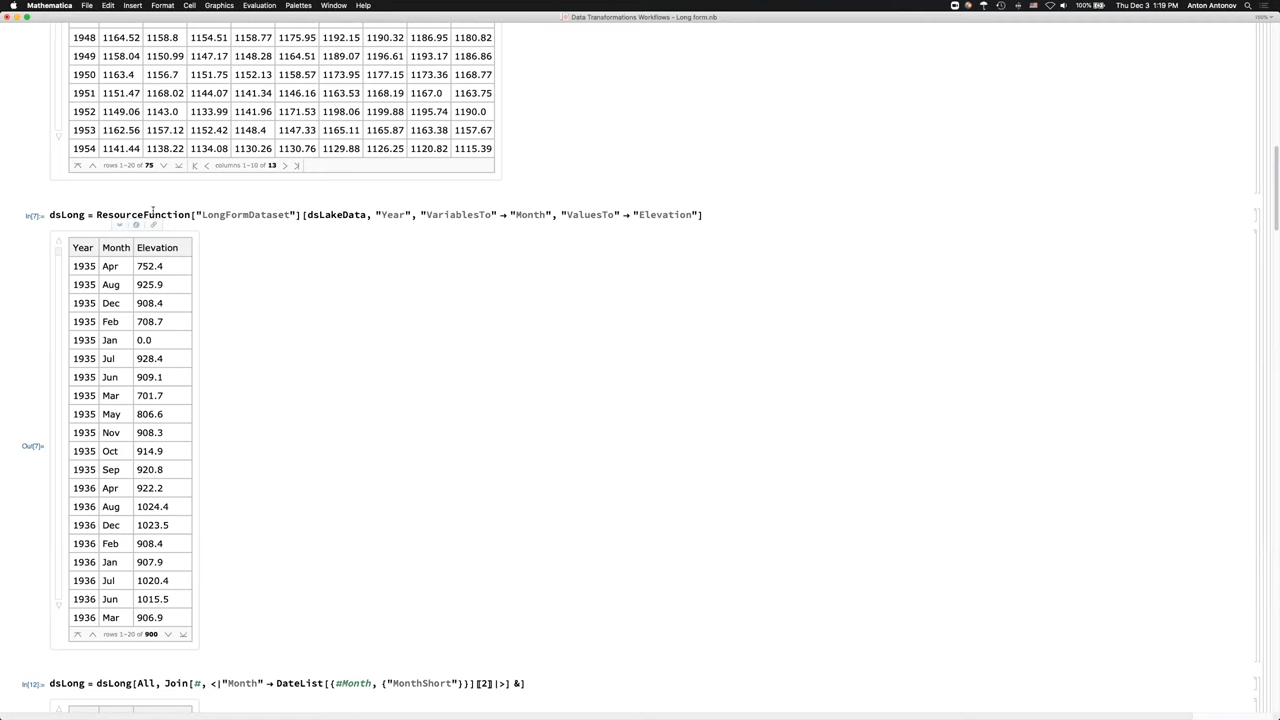 Mathematica File Edit Insert Format Cell Graphics Evaluation Palettes Window Help 100% Thu Dec 3 1:19 PM Anton Antonov
Data Transformations Workflows - Long form.nb
1948 1164.52 1158.8 1154.51 1158.77 1175.95 1192.15 1190.32 1186.95 1180.82
1949 1158.04 1150.99 1147.17 1148.28 1164.51 1189.07 1196.61 1193.17 1186.86
1950 1163.4 1156.7 1151.75 1152.13 1158.57 1173.95 1177.15 1173.36 1168.77
1951 1151.47 1168.02 1144.07 1141.34 1146.16 1163.53 1168.19 1167.0 1163.75
1952 1149.06 1143.0 1133.99 1141.96 1171.53 1198.06 1199.88 1195.74 1190.0
1953 1162.56 1157.12 1152.42 1148.4 1147.33 1165.11 1165.87 1163.38 1157.67
1954 1141.44 1138.22 1134.08 1130.26 1130.76 1129.88 1126.25 1120.82 1115.39
rows 1–20 of 75 columns 1–10 of 13
In[7]:= dsLong = ResourceFunction["LongFormDataset"][dsLakeData, "Year", "VariablesTo" → "Month", "ValuesTo" → "Elevation"]
Year Month Elevation
1935 Apr 752.4
1935 Aug 925.9
1935 Dec 908.4
1935 Feb 708.7
1935 Jan 0.0
1935 Jul 928.4
1935 Jun 909.1
1935 Mar 701.7
1935 May 806.6
1935 Nov 908.3
Out[7]=
1935 Oct 914.9
1935 Sep 920.8
1936 Apr 922.2
1936 Aug 1024.4
1936 Dec 1023.5
1936 Feb 908.4
1936 Jan 907.9
1936 Jul 1020.4
1936 Jun 1015.5
1936 Mar 906.9
rows 1–20 of 900
In[12]:= dsLong = dsLong[All, Join[#, <|"Month" → DateList[{#Month, {"MonthShort"}}]〚2〛|>] &]